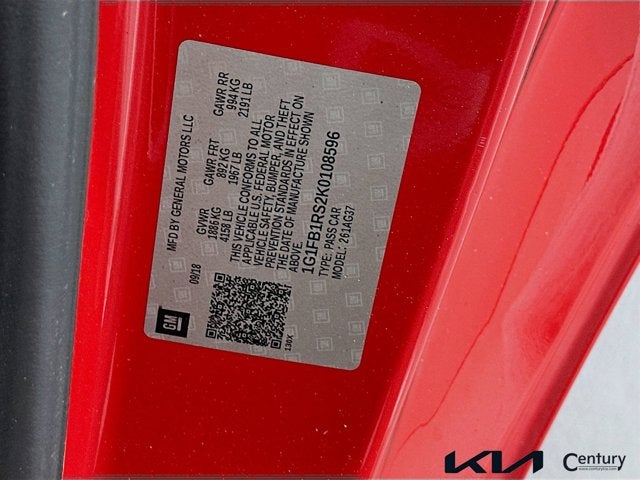 MFD BY GENERAL MOTORS LLC
09/18
GM
GVWR GAWR FRT GAWR RR
1886 KG 892 KG 994 KG
4158 LB 1967 LB 2191 LB
THIS VEHICLE CONFORMS TO ALL
APPLICABLE U.S. FEDERAL MOTOR
VEHICLE SAFETY, BUMPER, AND THEFT
PREVENTION STANDARDS IN EFFECT ON
THE DATE OF MANUFACTURE SHOWN
ABOVE.
1G1FB1RS2K0108596
TYPE: PASS CAR
MODEL: 261AG37
130X
KIA
Century